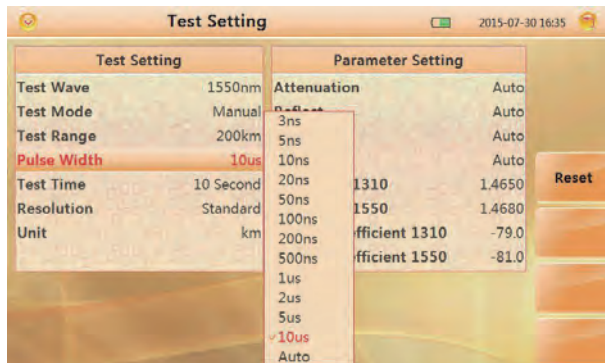 Test Setting
2015-07-30 16:35
Test Setting
Test Wave 1550nm
Test Mode Manual
Test Range 200km
Pulse Width 10us
Test Time 10 Second
Resolution Standard
Unit km
Parameter Setting
Attenuation Auto
Auto
Auto
Auto
1310 1.4650
1550 1.4680
fficient 1310 -79.0
fficient 1550 -81.0
3ns
5ns
10ns
20ns
50ns
100ns
200ns
500ns
1us
2us
5us
10us
Auto
Reset